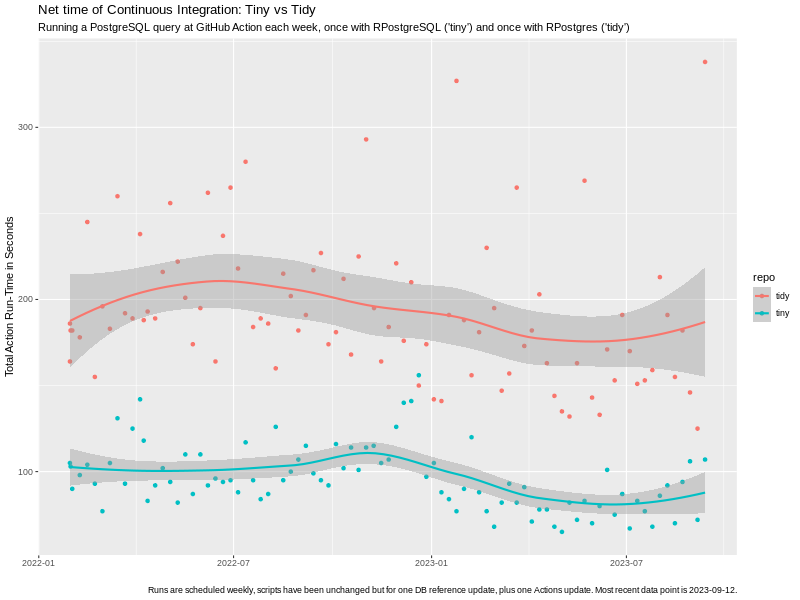 Net time of Continuous Integration: Tiny vs Tidy
Running a PostgreSQL query at GitHub Action each week, once with RPostgreSQL ('tiny') and once with RPostgres ('tidy')
Total Action Run-Time in Seconds
300
200
100
2022-01
2022-07
2023-01
2023-07
repo
tidy
tiny
Runs are scheduled weekly, scripts have been unchanged but for one DB reference update, plus one Actions update. Most recent data point is 2023-09-12.